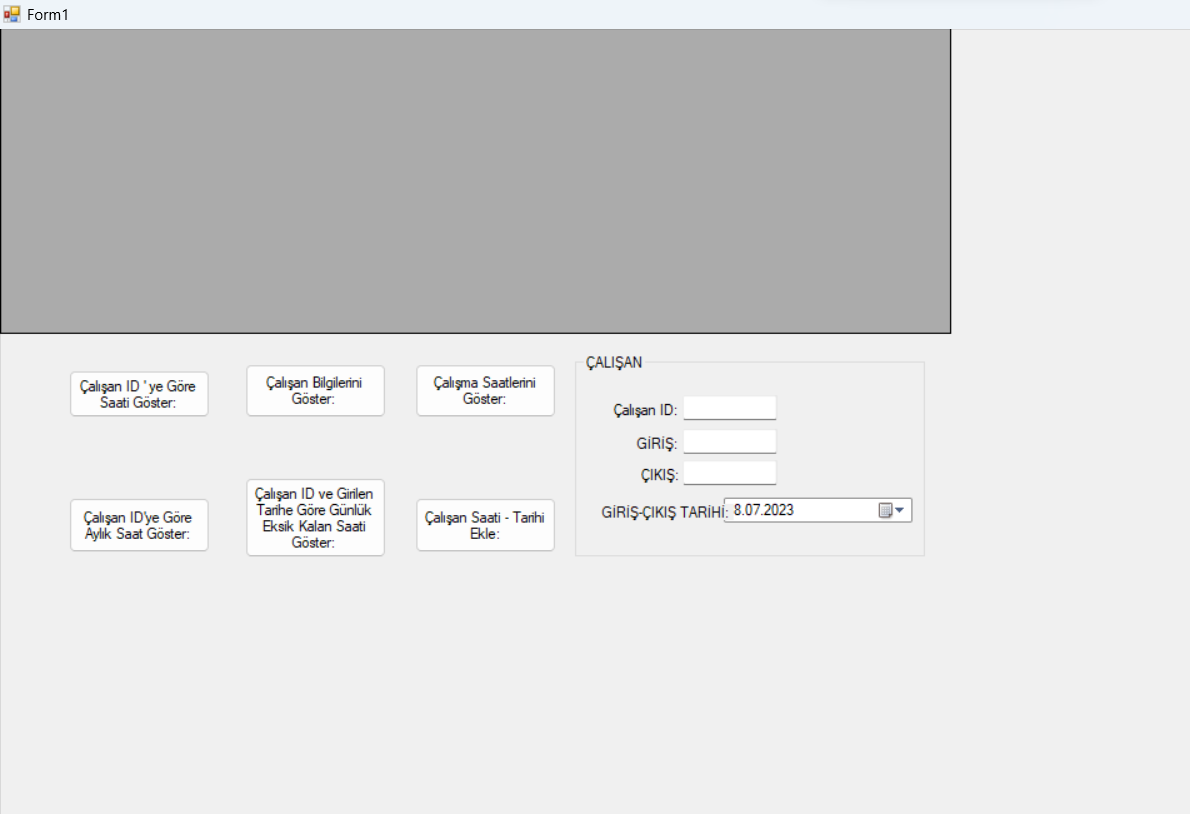 Form1
Çalışan ID ' ye Göre
Saati Göster:
Çalışan Bilgilerini
Göster:
Çalışma Saatlerini
Göster:
Çalışan ID'ye Göre
Aylık Saat Göster:
Çalışan ID ve Girilen
Tarihe Göre Günlük
Eksik Kalan Saati
Göster:
Çalışan Saati - Tarihi
Ekle:
ÇALIŞAN
Çalışan ID:
GİRİŞ:
ÇIKIŞ:
GİRİŞ-ÇIKIŞ TARİHİ: 8.07.2023